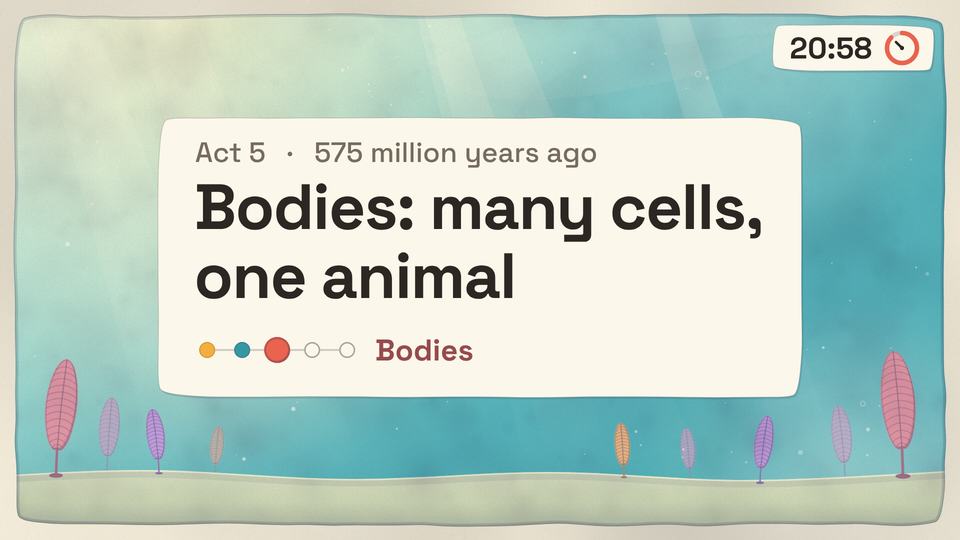 20:58
Act 5 · 575 million years ago
Bodies: many cells,
one animal
Bodies